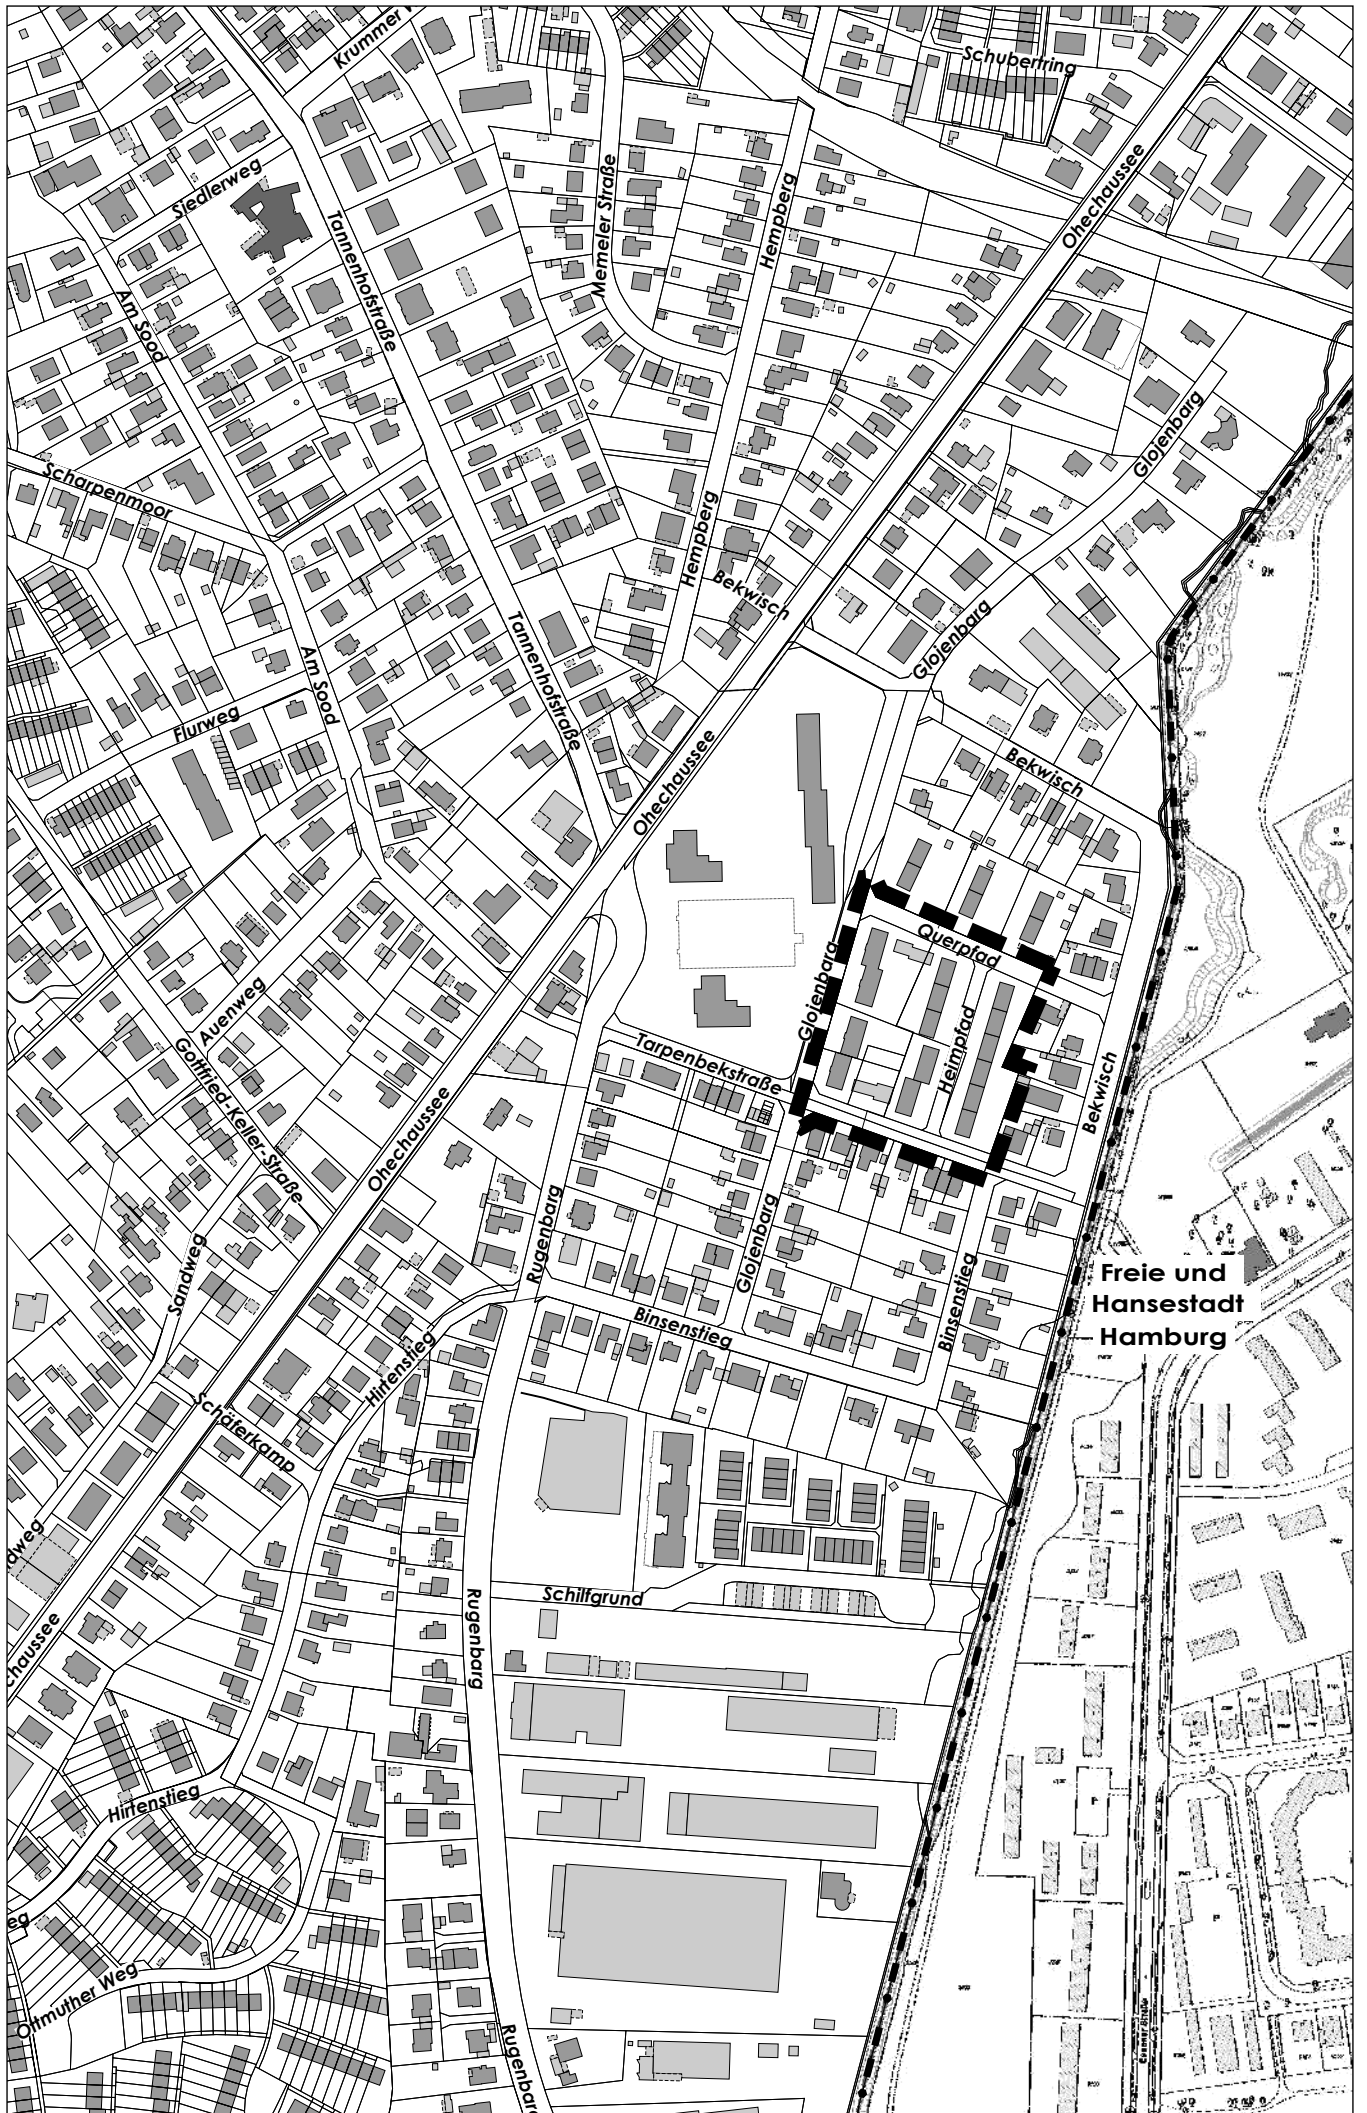 Krummer
Schubertring
Siedlerweg
Memeler Straße
Hempberg
Ohechaussee
Tannenhofstraße
Am Sood
Glojenbarg
Scharpenmoor
Hempberg
Bekwisch
Glojenbarg
Tannenhofstraße
Am Sood
Flurweg
Ohechaussee
Bekwisch
Querpfad
Glojenbarg
Auenweg
Heimpfad
Tarpenbekstraße
Gottfried-Keller-Straße
Bekwisch
Ohechaussee
Rugenbarg
Glojenbarg
Sandweg
Binsenstieg
Binsenstieg
Freie und
Hansestadt
Hamburg
Hirtenstieg
Schäferkamp
dweg
Schilfgrund
Rugenbarg
chaussee
Hirtenstieg
eg
Ottmuther Weg
Rugenbarg